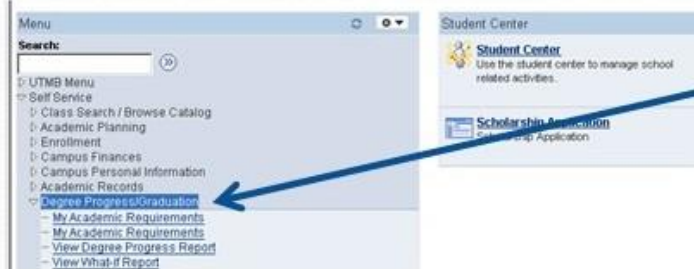 Menu
Search:
UTMB Menu
Self Service
Class Search / Browse Catalog
Academic Planning
Enrollment
Campus Finances
Campus Personal Information
Academic Records
Degree Progress/Graduation
My Academic Requirements
My Academic Requirements
View Degree Progress Report
View What-if Report
Student Center
Student Center
Use the student center to manage school
related activities.
Scholarship Application
Scholarship Application